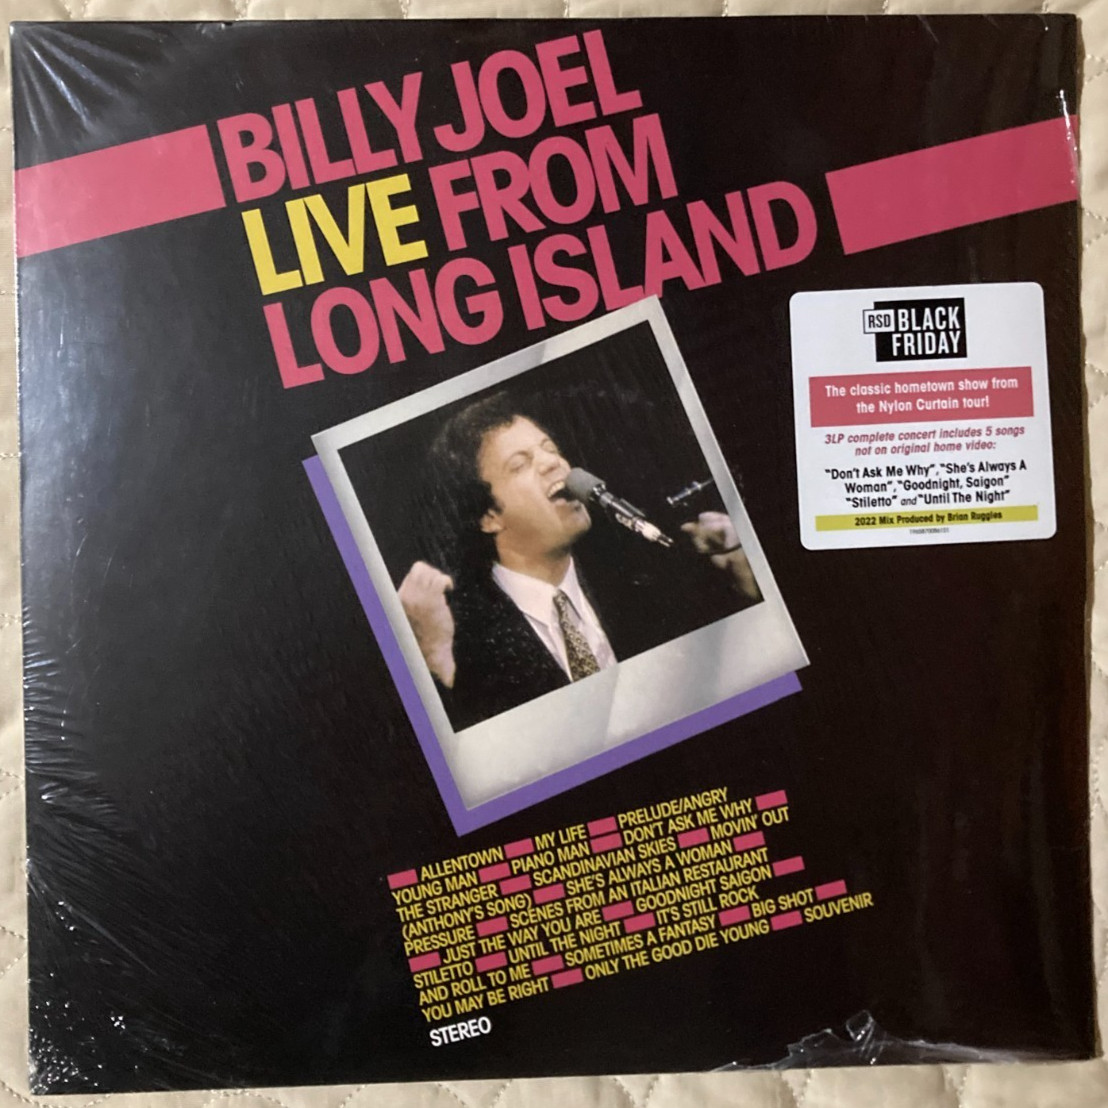 BILLY JOEL
LIVE FROM
LONG ISLAND
RSD BLACK
FRIDAY
The classic hometown show from
the Nylon Curtain tour!
3LP complete concert includes 5 songs
not on original home video:
"Don't Ask Me Why", "She's Always A
Woman", "Goodnight, Saigon"
"Stiletto" and "Until The Night"
2022 Mix Produced by Brian Ruggles
ALLENTOWN MY LIFE PRELUDE/ANGRY
YOUNG MAN PIANO MAN DON'T ASK ME WHY
THE STRANGER SCANDINAVIAN SKIES MOVIN' OUT
(ANTHONY'S SONG) SHE'S ALWAYS A WOMAN
PRESSURE SCENES FROM AN ITALIAN RESTAURANT
JUST THE WAY YOU ARE GOODNIGHT SAIGON
STILETTO UNTIL THE NIGHT IT'S STILL ROCK
AND ROLL TO ME SOMETIMES A FANTASY BIG SHOT
YOU MAY BE RIGHT ONLY THE GOOD DIE YOUNG SOUVENIR
STEREO